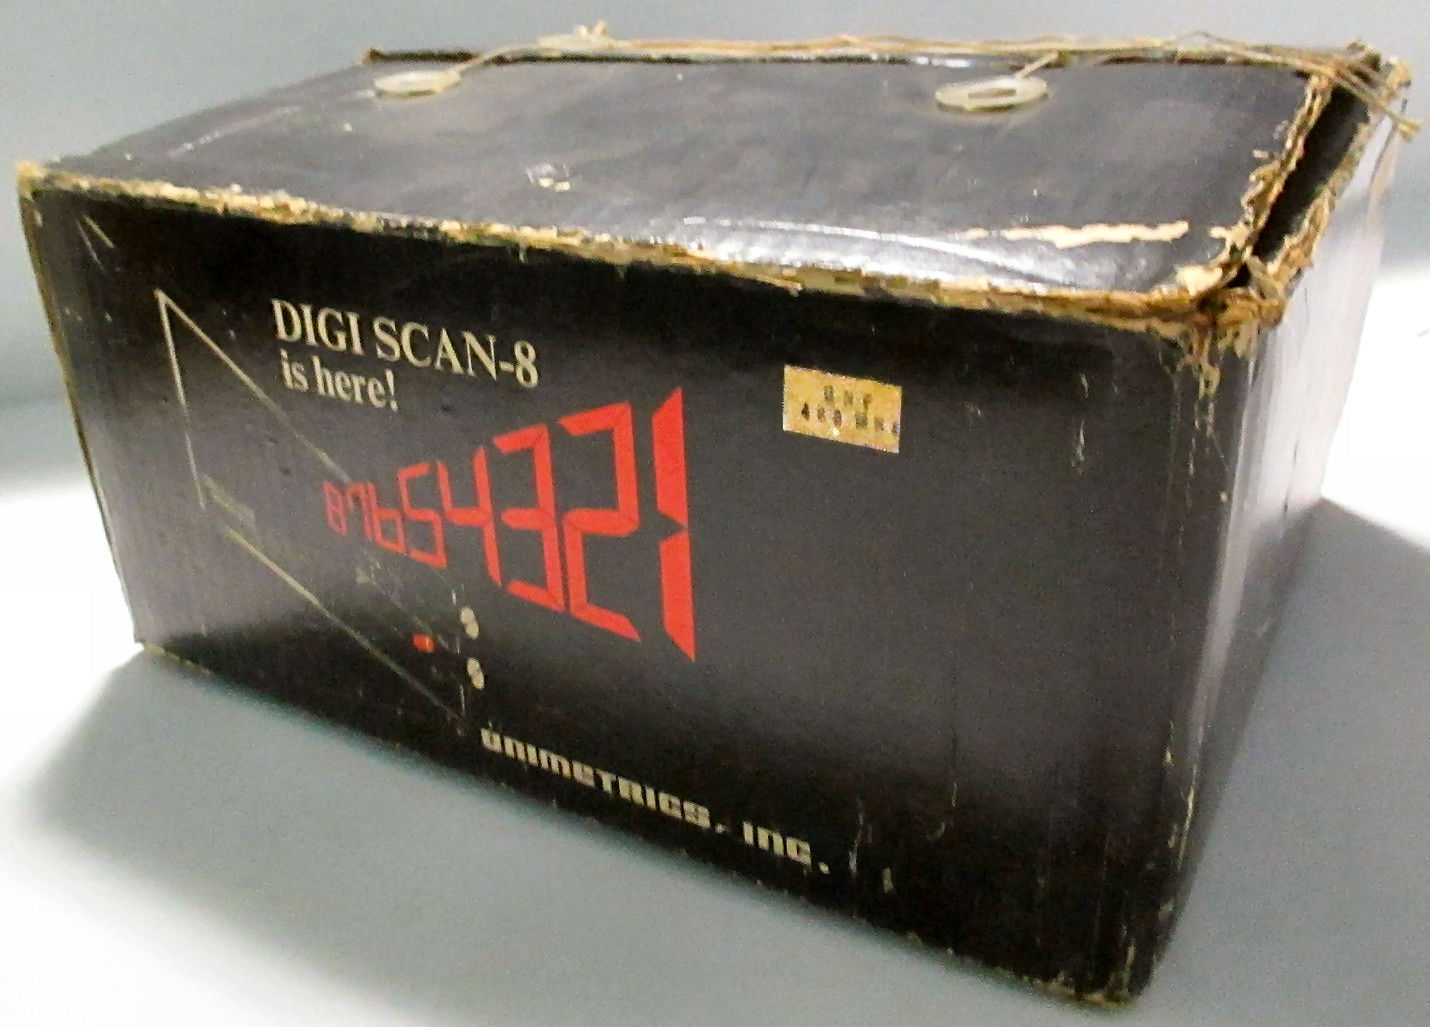 DIGI SCAN-8
is here!
87654321
UNIMETRICS, INC.